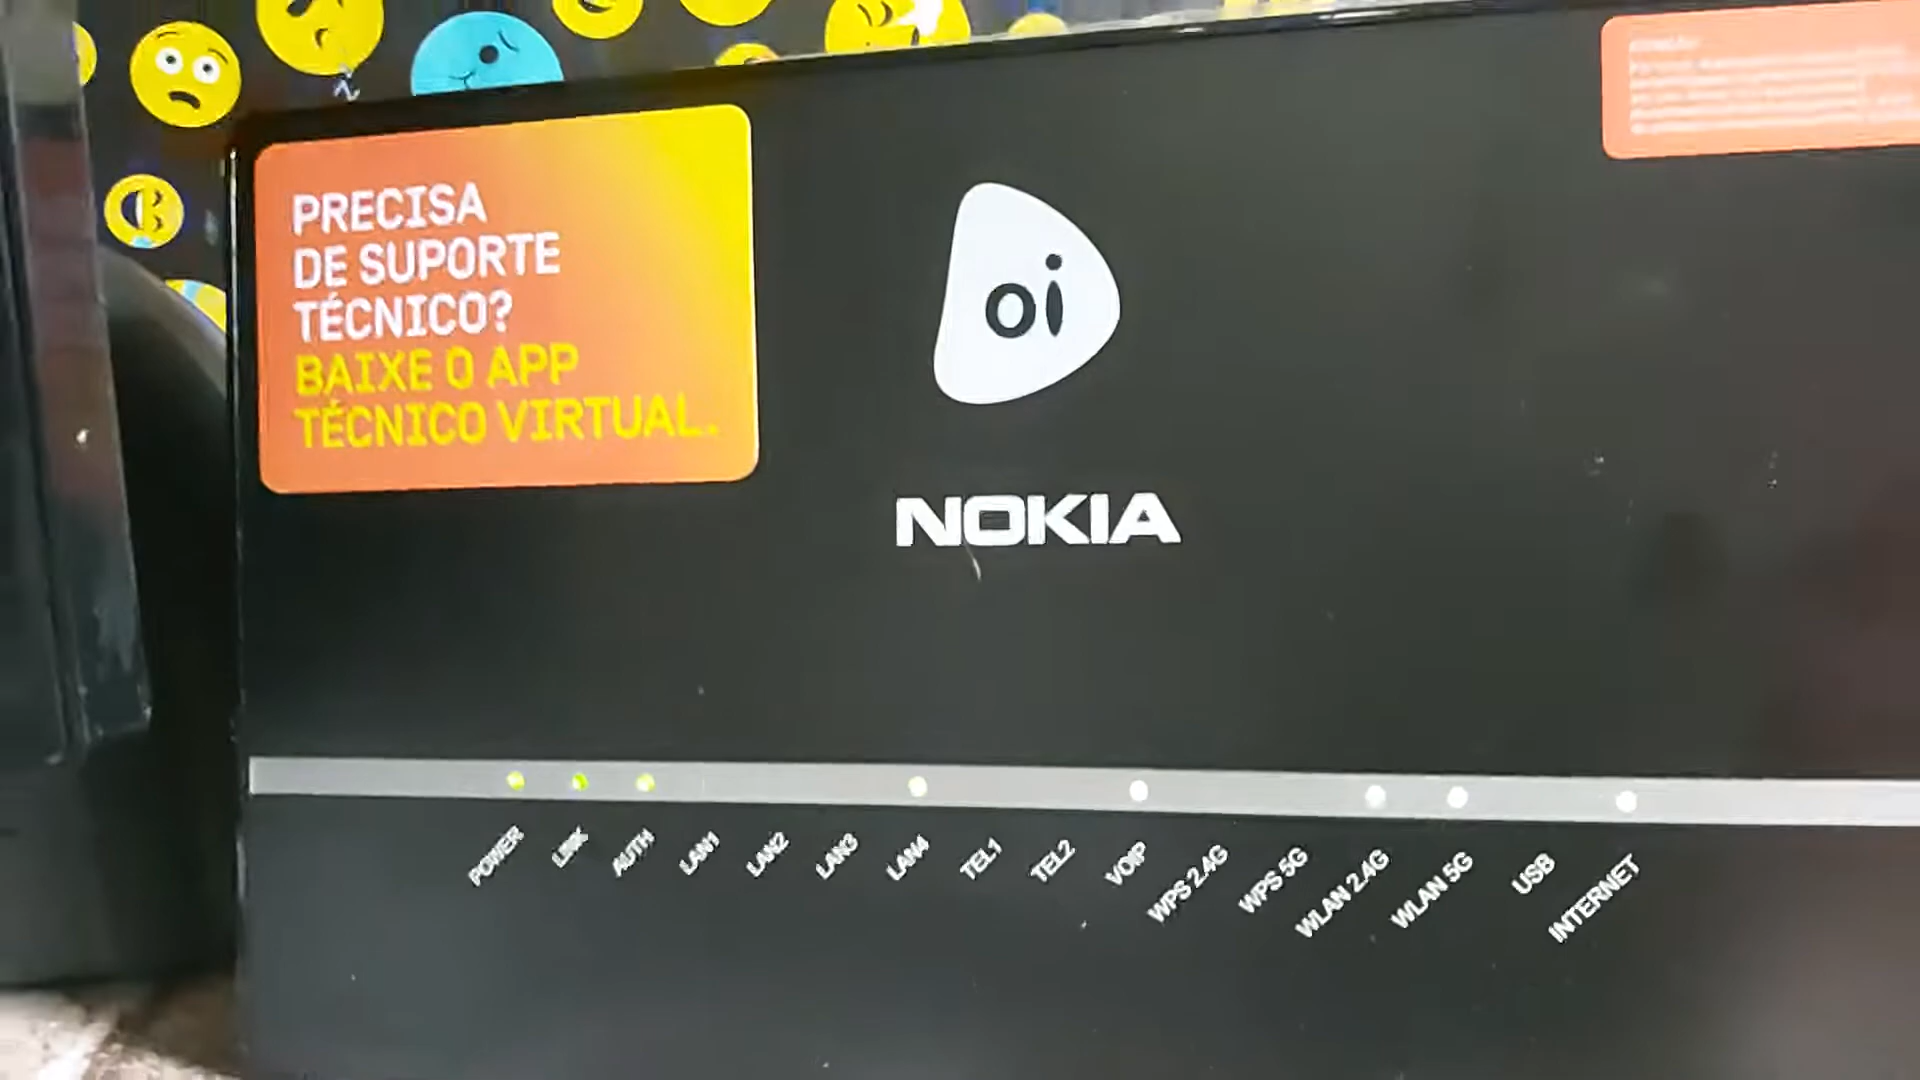 PRECISA
DE SUPORTE
TÉCNICO?
BAIXE O APP
TÉCNICO VIRTUAL.
oi
NOKIA
POWER
LINK
AUTH
LAN1
LAN2
LAN3
LAN4
TEL1
TEL2
VOIP
WPS 2.4G
WPS 5G
WLAN 2.4G
WLAN 5G
USB
INTERNET